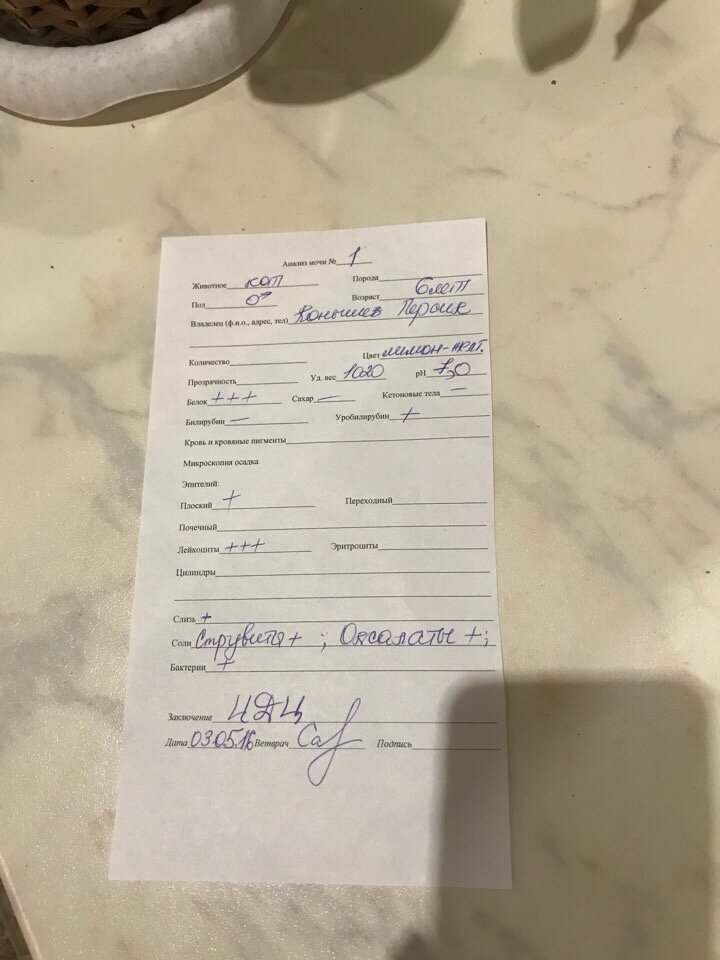 Анализ мочи № 1
Животное кот Порода
Пол ♂ Возраст 6 лет
Владелец (ф.и.о., адрес, тел) Конышев Персик
Количество Цвет лимон-желт.
Прозрачность Уд. вес 1020 pH 7,0
Белок +++ Сахар — Кетоновые тела —
Билирубин — Уробилирубин +
Кровь и кровяные пигменты
Микроскопия осадка
Эпителий:
Плоский + Переходный
Почечный
Лейкоциты +++ Эритроциты
Цилиндры
Слизь +
Соли Струвиты + ; Оксалаты +;
Бактерии +
Заключение
Дата 03.05.16 Ветврач Подпись